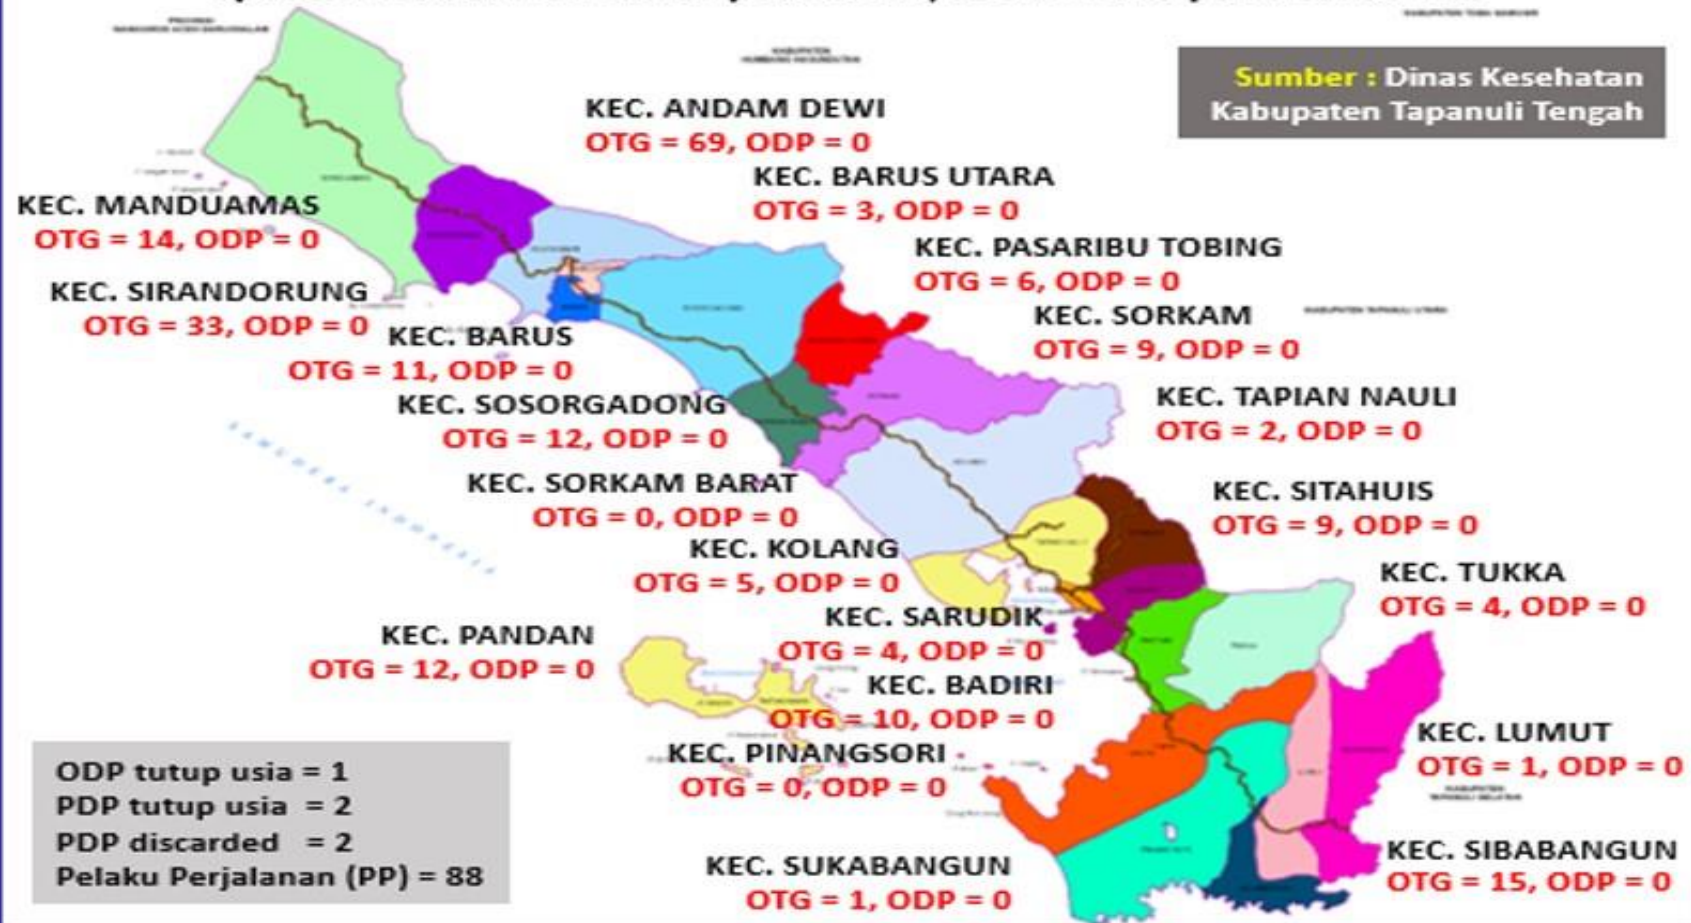 Sumber : Dinas Kesehatan
Kabupaten Tapanuli Tengah
KEC. ANDAM DEWI
OTG = 69, ODP = 0
KEC. BARUS UTARA
OTG = 3, ODP = 0
KEC. MANDUAMAS
OTG = 14, ODP = 0
KEC. PASARIBU TOBING
OTG = 6, ODP = 0
KEC. SIRANDORUNG
OTG = 33, ODP = 0
KEC. SORKAM
OTG = 9, ODP = 0
KEC. BARUS
OTG = 11, ODP = 0
KEC. SOSORGADONG
OTG = 12, ODP = 0
KEC. TAPIAN NAULI
OTG = 2, ODP = 0
KEC. SORKAM BARAT
OTG = 0, ODP = 0
KEC. SITAHUIS
OTG = 9, ODP = 0
KEC. KOLANG
OTG = 5, ODP = 0
KEC. TUKKA
OTG = 4, ODP = 0
KEC. SARUDIK
OTG = 4, ODP = 0
KEC. PANDAN
OTG = 12, ODP = 0
KEC. BADIRI
OTG = 10, ODP = 0
KEC. PINANGSORI
OTG = 0, ODP = 0
KEC. LUMUT
OTG = 1, ODP = 0
KEC. SIBABANGUN
OTG = 15, ODP = 0
KEC. SUKABANGUN
OTG = 1, ODP = 0
ODP tutup usia = 1
PDP tutup usia = 2
PDP discarded = 2
Pelaku Perjalanan (PP) = 88